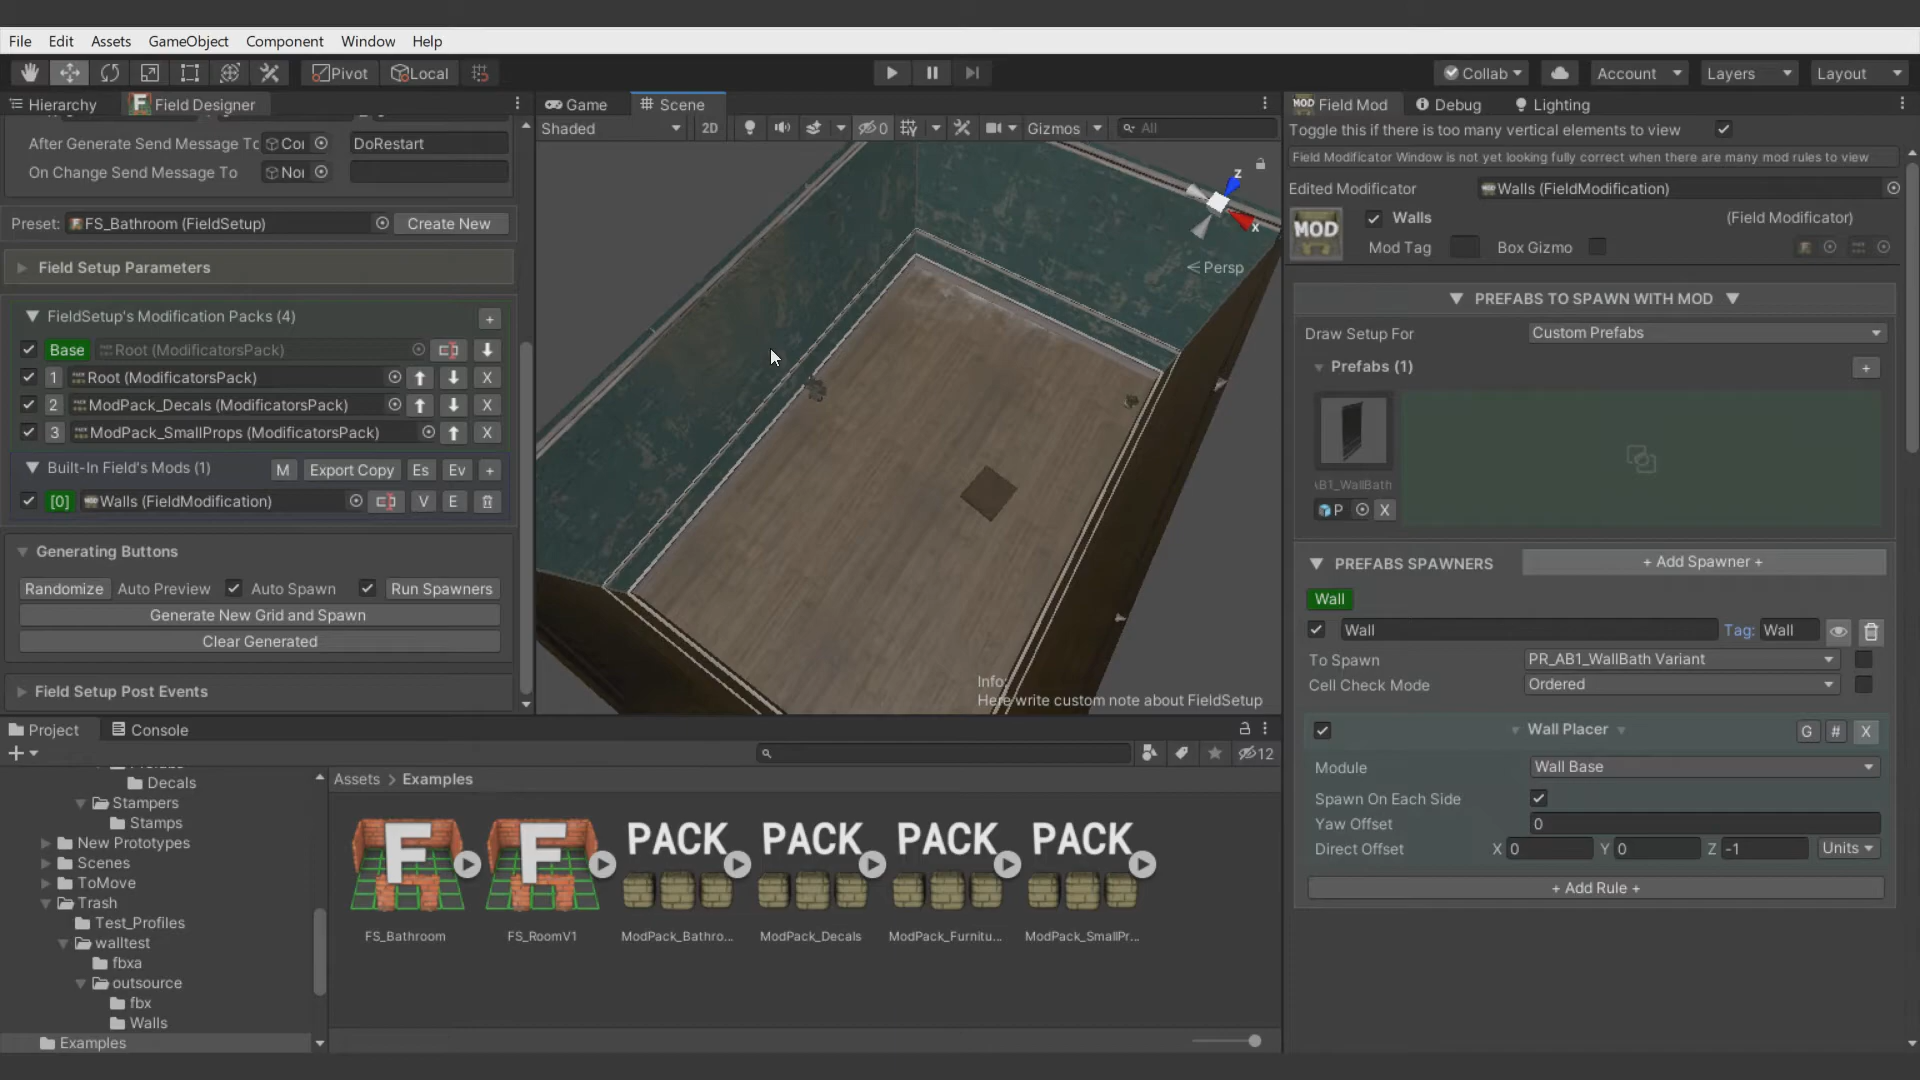 File Edit Assets GameObject Component Window Help
Pivot Local Collab Account Layers Layout
Hierarchy Field Designer
After Generate Send Message To Cor DoRestart
On Change Send Message To Noi
Preset: FS_Bathroom (FieldSetup) Create New
Field Setup Parameters
FieldSetup's Modification Packs (4) +
Base Root (ModificatorsPack)
1 Root (ModificatorsPack) X
2 ModPack_Decals (ModificatorsPack) X
3 ModPack_SmallProps (ModificatorsPack) X
Built-In Field's Mods (1) M Export Copy Es Ev +
[0] Walls (FieldModification) V E
Generating Buttons
Randomize Auto Preview Auto Spawn Run Spawners
Generate New Grid and Spawn
Clear Generated
Field Setup Post Events
Game Scene
Shaded 2D 0 Gizmos All
z
x
Persp
Info:
Here write custom note about FieldSetup
MOD Field Mod Debug Lighting
Toggle this if there is too many vertical elements to view
Field Modificator Window is not yet looking fully correct when there are many mod rules to view
Edited Modificator Walls (FieldModification)
MOD Walls (Field Modificator)
Mod Tag Box Gizmo
PREFABS TO SPAWN WITH MOD
Draw Setup For Custom Prefabs
Prefabs (1) +
\B1_WallBath
P X
PREFABS SPAWNERS + Add Spawner +
Wall
Wall Tag: Wall
To Spawn PR_AB1_WallBath Variant
Cell Check Mode Ordered
Wall Placer G # X
Module Wall Base
Spawn On Each Side
Yaw Offset 0
Direct Offset X 0 Y 0 Z -1 Units
+ Add Rule +
Project Console
12
Decals
Stampers
Stamps
New Prototypes
Scenes
ToMove
Trash
Test_Profiles
walltest
fbxa
outsource
fbx
Walls
Examples
Assets > Examples
F F PACK PACK PACK PACK
FS_Bathroom FS_RoomV1 ModPack_Bathro... ModPack_Decals ModPack_Furnitu... ModPack_SmallPr...